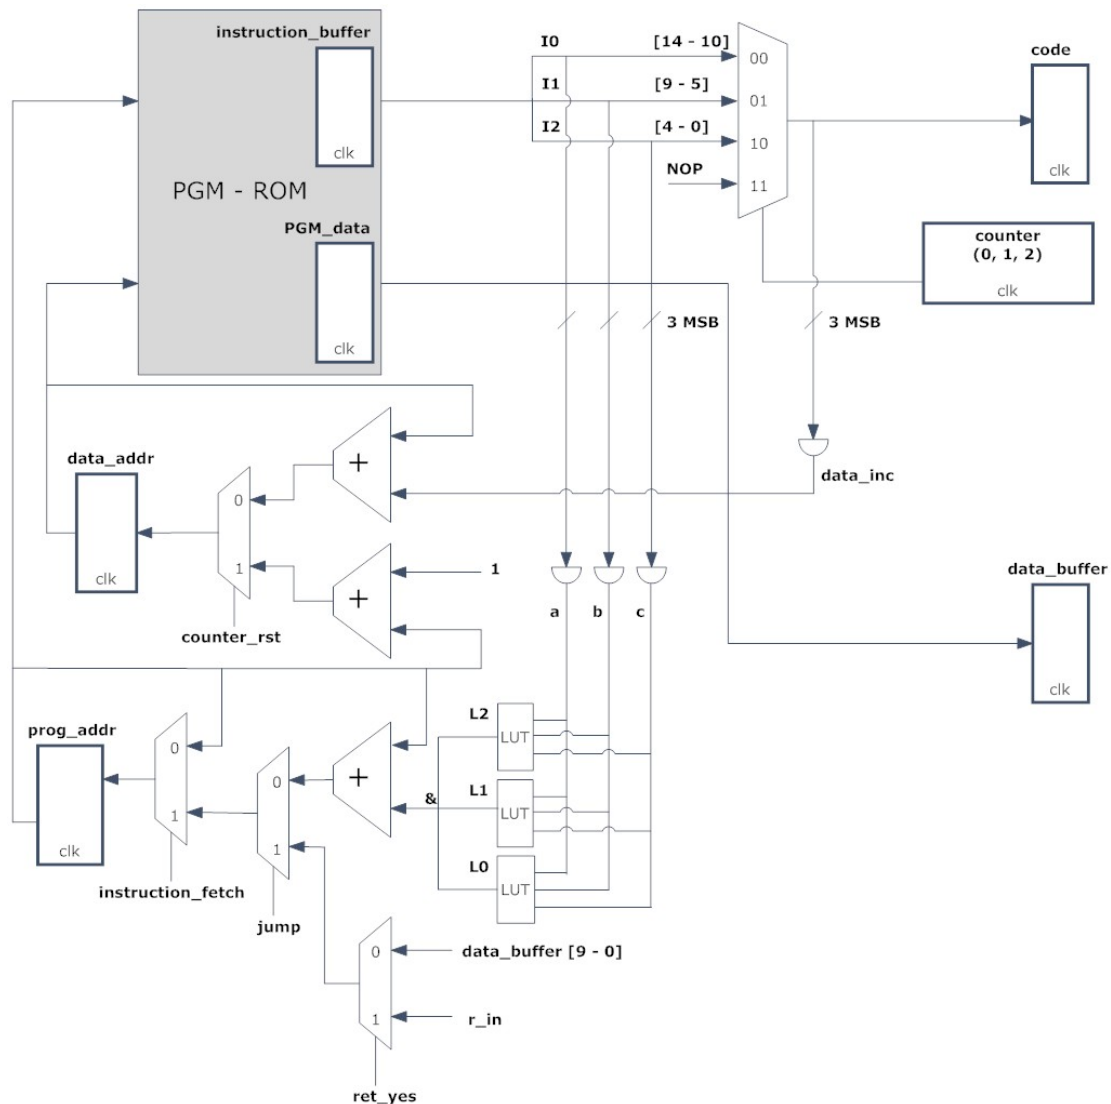 instruction_buffer
clk
PGM - ROM
PGM_data
clk
I0 [14 - 10]
I1 [9 - 5]
I2 [4 - 0]
NOP
00
01
10
11
code
clk
counter
(0, 1, 2)
clk
3 MSB
3 MSB
data_inc
data_addr
clk
0
1
+
+
1
counter_rst
a b c
data_buffer
clk
prog_addr
clk
0
1
instruction_fetch
0
1
jump
+
&
L2
LUT
L1
LUT
L0
LUT
0
1
data_buffer [9 - 0]
r_in
ret_yes